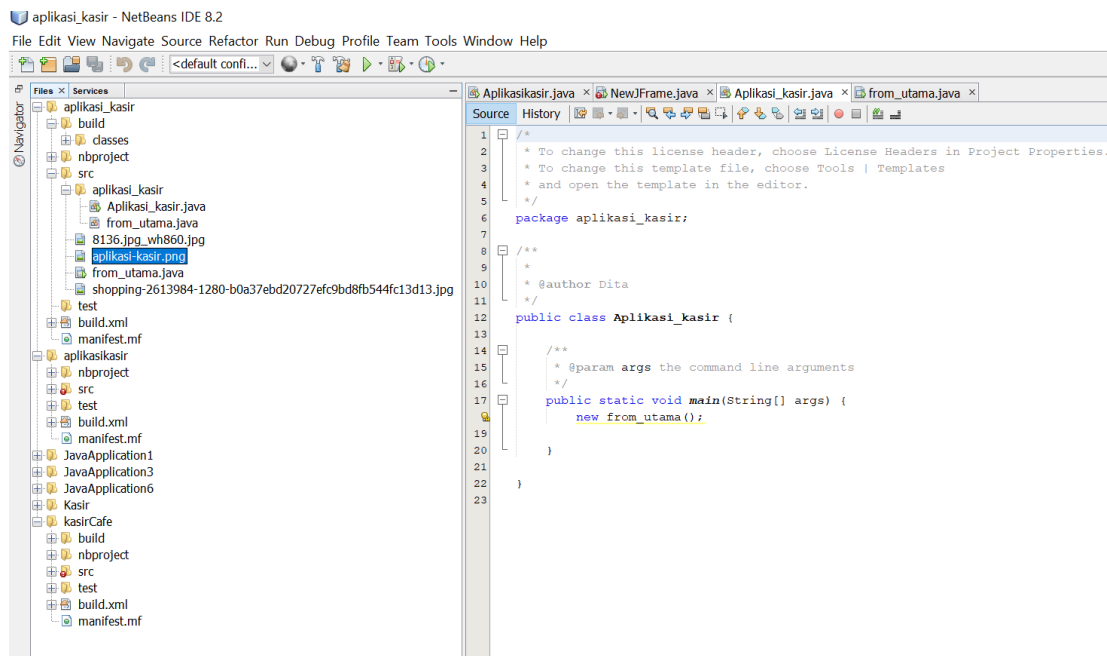 aplikasi_kasir - NetBeans IDE 8.2
File Edit View Navigate Source Refactor Run Debug Profile Team Tools Window Help
<default confi...
Navigator
Files × Services
aplikasi_kasir
build
classes
nbproject
src
aplikasi_kasir
Aplikasi_kasir.java
from_utama.java
8136.jpg_wh860.jpg
aplikasi-kasir.png
from_utama.java
shopping-2613984-1280-b0a37ebd20727efc9bd8fb544fc13d13.jpg
test
build.xml
manifest.mf
aplikasikasir
nbproject
src
test
build.xml
manifest.mf
JavaApplication1
JavaApplication3
JavaApplication6
Kasir
kasirCafe
build
nbproject
src
test
build.xml
manifest.mf
Aplikasikasir.java × NewJFrame.java × Aplikasi_kasir.java × from_utama.java ×
Source History
1 /*
2 * To change this license header, choose License Headers in Project Properties.
3 * To change this template file, choose Tools | Templates
4 * and open the template in the editor.
5 */
6 package aplikasi_kasir;
7
8 /**
9 *
10 * @author Dita
11 */
12 public class Aplikasi_kasir {
13
14 /**
15 * @param args the command line arguments
16 */
17 public static void main(String[] args) {
new from_utama();
19
20 }
21
22 }
23